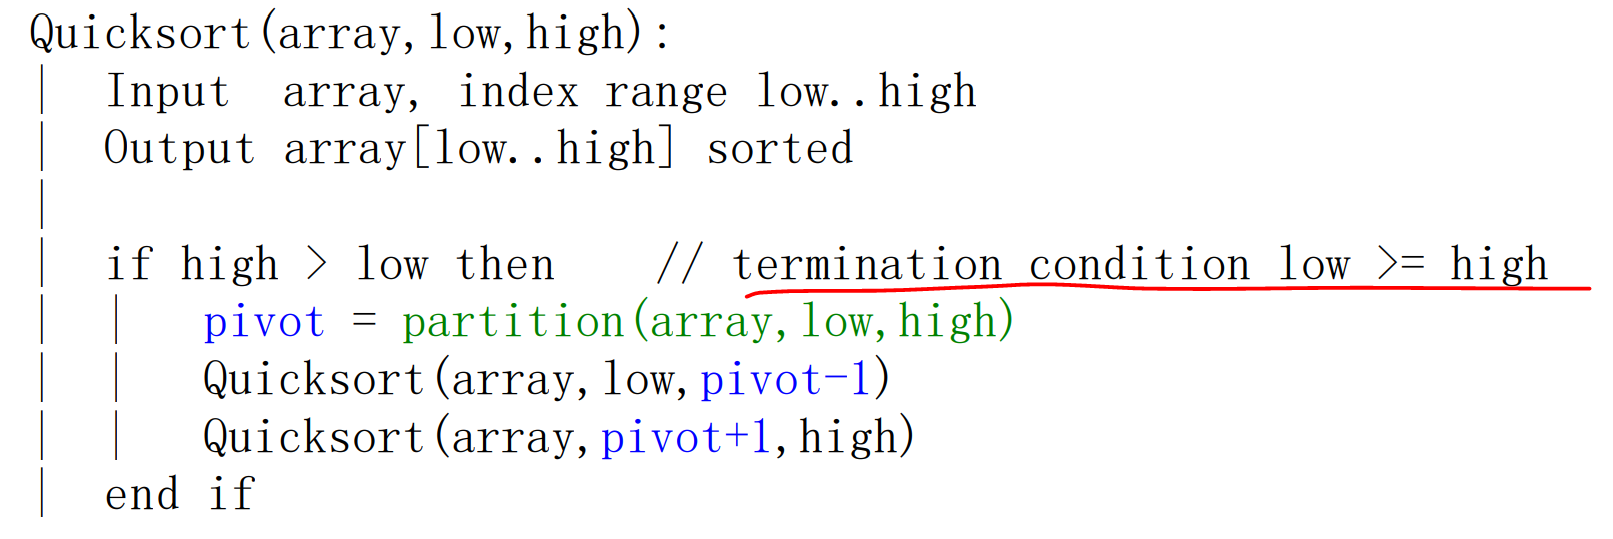 Quicksort(array,low,high):
Input  array, index range low..high
Output array[low..high] sorted
if high > low then    // termination condition low >= high
pivot = partition(array,low,high)
Quicksort(array,low,pivot-1)
Quicksort(array,pivot+1,high)
end if